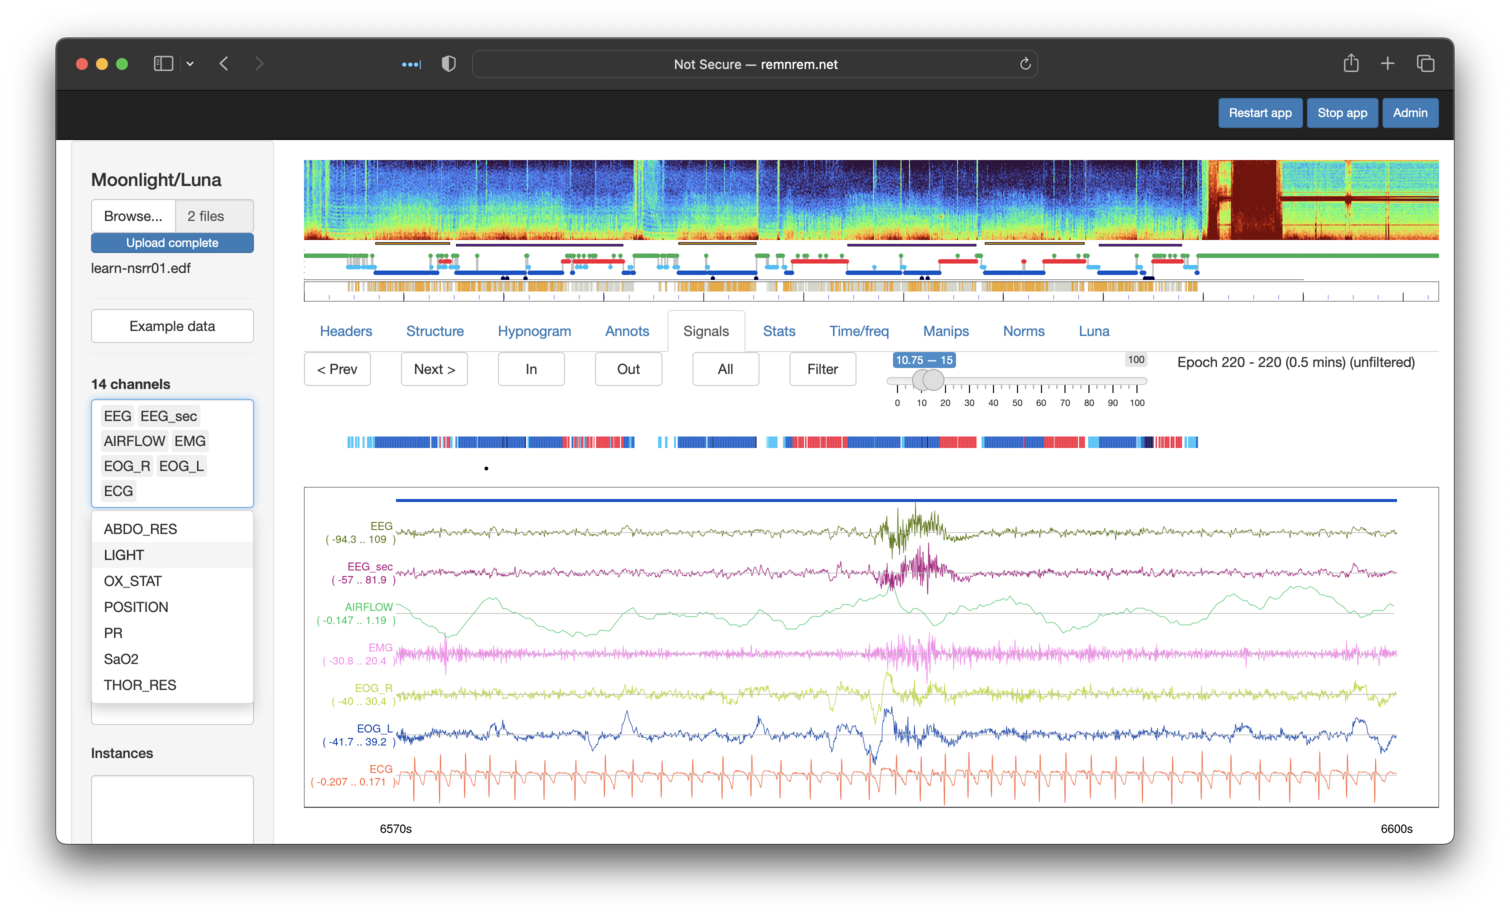 Not Secure — remnrem.net
Restart app
Stop app
Admin
Moonlight/Luna
Browse...
2 files
Upload complete
learn-nsrr01.edf
Example data
14 channels
EEG EEG_sec
AIRFLOW EMG
EOG_R EOG_L
ECG
ABDO_RES
LIGHT
OX_STAT
POSITION
PR
SaO2
THOR_RES
Instances
Headers Structure Hypnogram Annots Signals Stats Time/freq Manips Norms Luna
< Prev
Next >
In
Out
All
Filter
10.75 — 15
100
0 10 20 30 40 50 60 70 80 90 100
Epoch 220 - 220 (0.5 mins) (unfiltered)
EEG
( -94.3 .. 109 )
EEG_sec
( -57 .. 81.9 )
AIRFLOW
( -0.147 .. 1.19 )
EMG
( -30.8 .. 20.4 )
EOG_R
( -40 .. 30.4 )
EOG_L
( -41.7 .. 39.2 )
ECG
( -0.207 .. 0.171 )
6570s
6600s